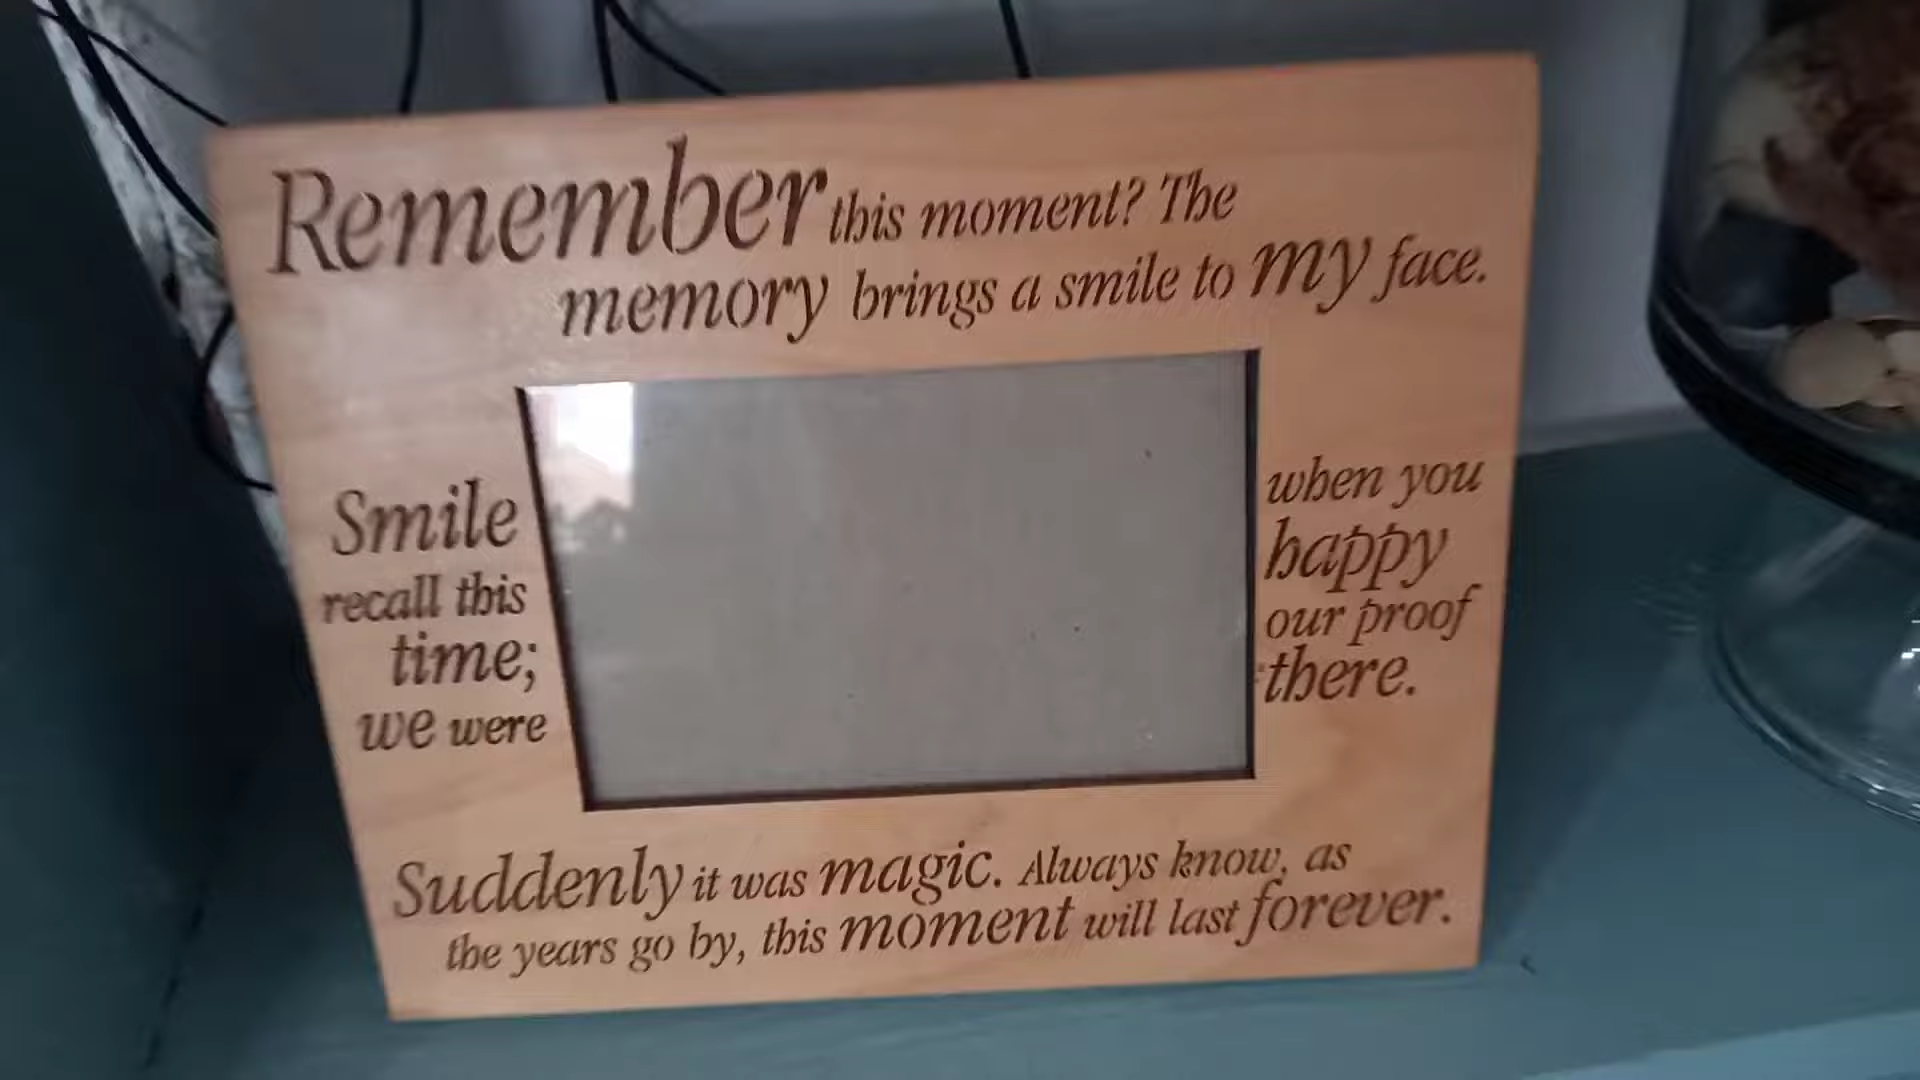 Remember this moment? The
memory brings a smile to my face.
Smile
recall this
time;
we were
when you
happy
our proof
there.
Suddenly it was magic. Always know, as
the years go by, this moment will last forever.